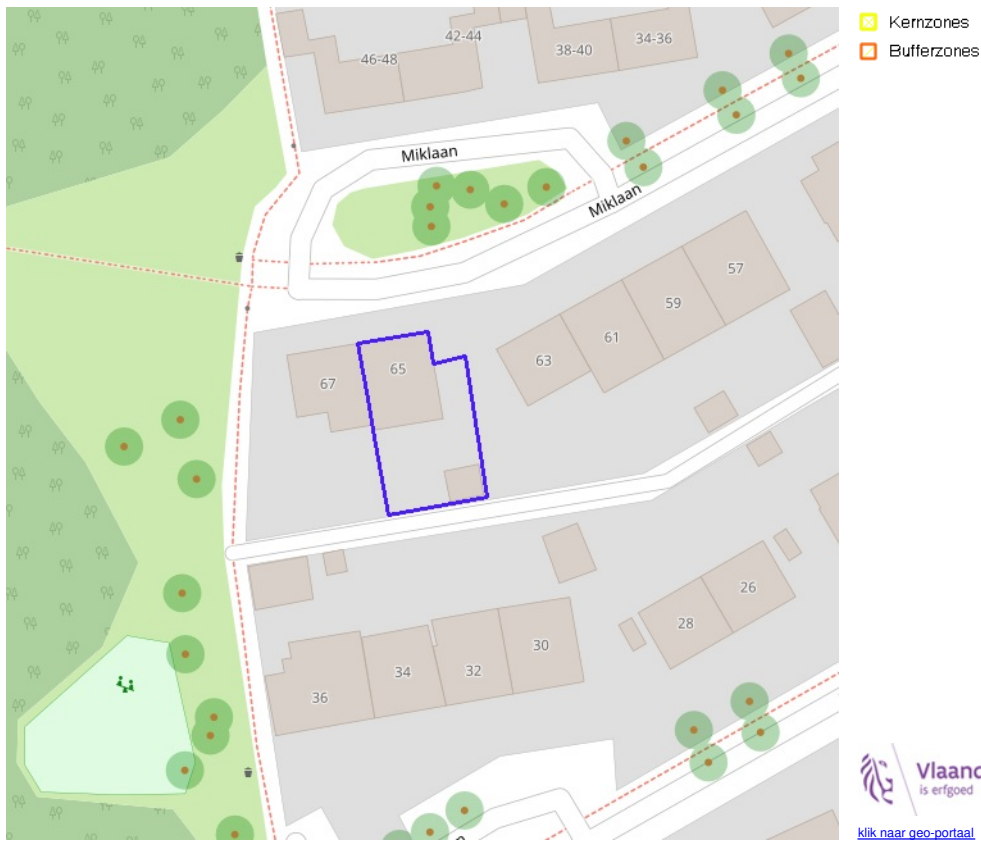 42-44
34-36
46-48
38-40
Miklaan
Miklaan
57
59
61
63
65
67
26
28
30
32
34
36
Kernzones
Bufferzones
Vlaand
is erfgoed
klik naar geo-portaal